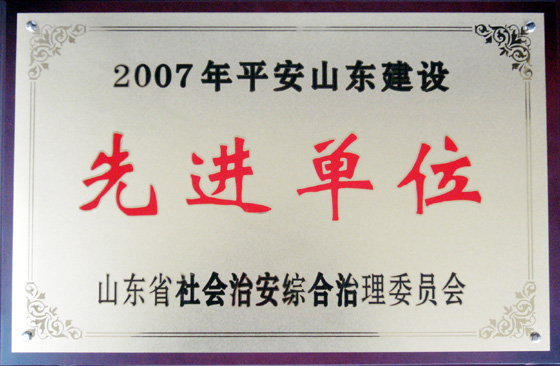 2007年平安山东建设
先进单位
山东省社会治安综合治理委员会